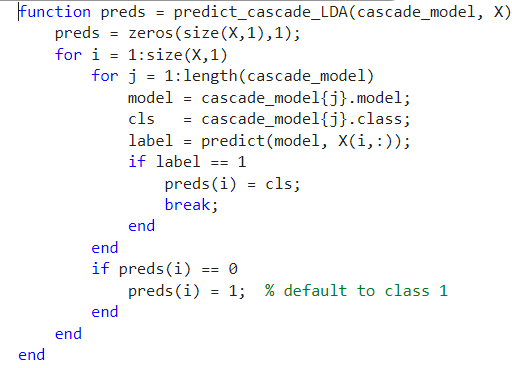 function preds = predict_cascade_LDA(cascade_model, X)
    preds = zeros(size(X,1),1);
    for i = 1:size(X,1)
        for j = 1:length(cascade_model)
            model = cascade_model{j}.model;
            cls   = cascade_model{j}.class;
            label = predict(model, X(i,:));
            if label == 1
                preds(i) = cls;
                break;
            end
        end
        if preds(i) == 0
            preds(i) = 1;  % default to class 1
        end
    end
end